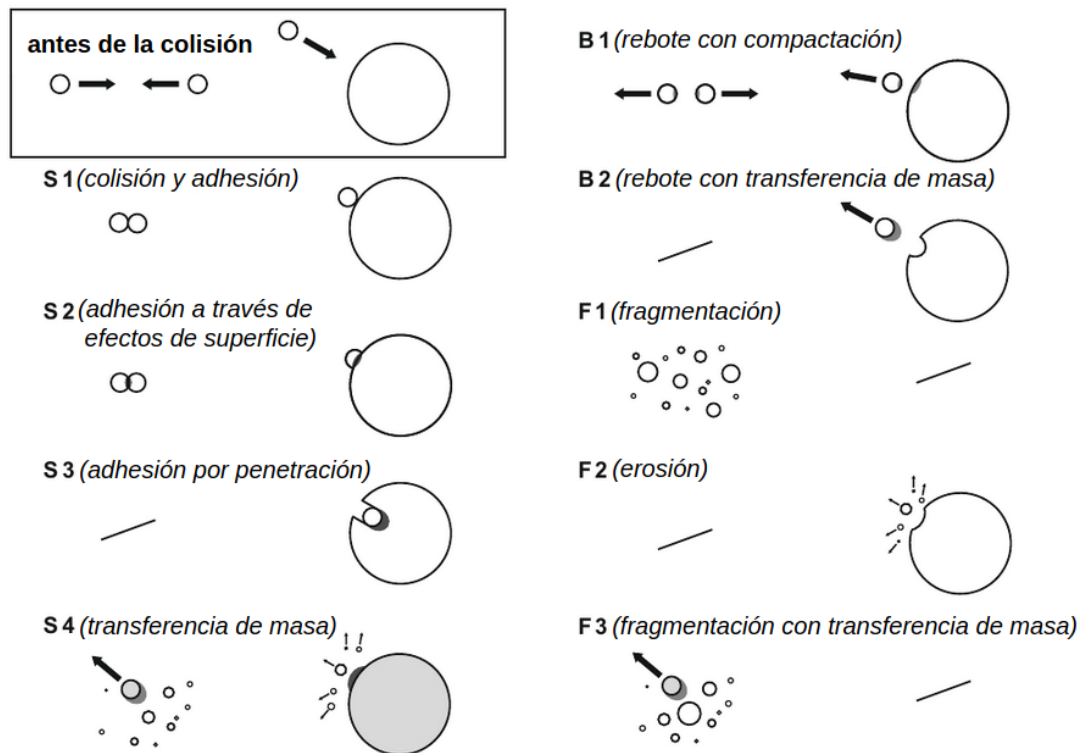 antes de la colisión
S 1 (colisión y adhesión)
S 2 (adhesión a través de
efectos de superficie)
S 3 (adhesión por penetración)
S 4 (transferencia de masa)
B 1 (rebote con compactación)
B 2 (rebote con transferencia de masa)
F 1 (fragmentación)
F 2 (erosión)
F 3 (fragmentación con transferencia de masa)